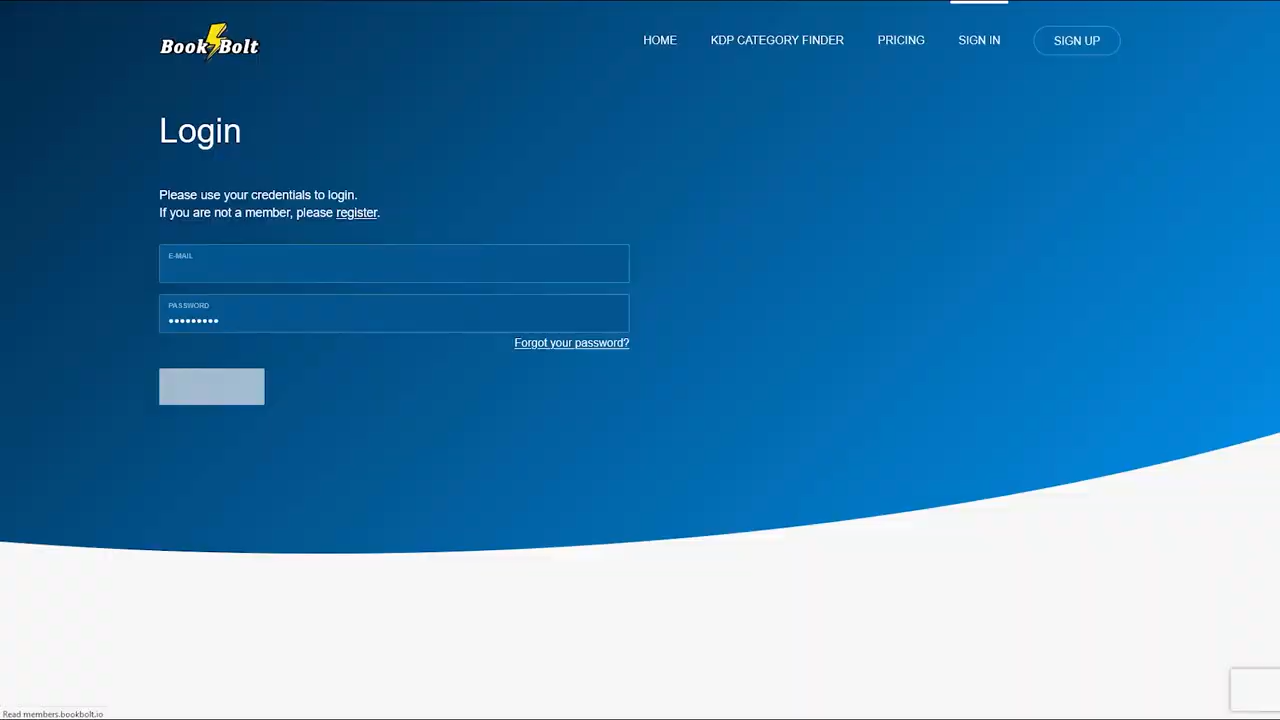 Book Bolt
HOME
KDP CATEGORY FINDER
PRICING
SIGN IN
SIGN UP
Login
Please use your credentials to login.
If you are not a member, please register.
E-MAIL
PASSWORD
•••••••••
Forgot your password?
Read members.bookbolt.io